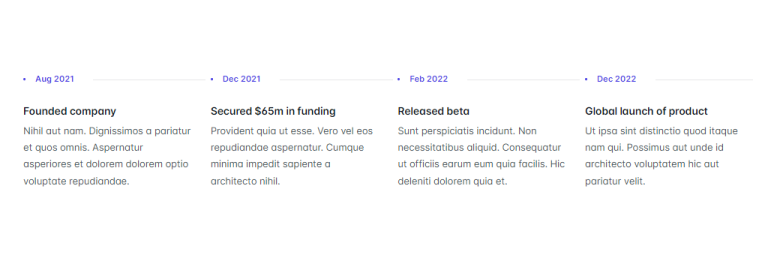 Aug 2021
Founded company
Nihil aut nam. Dignissimos a pariatur
et quos omnis. Aspernatur
asperiores et dolorem dolorem optio
voluptate repudiandae.
Dec 2021
Secured $65m in funding
Provident quia ut esse. Vero vel eos
repudiandae aspernatur. Cumque
minima impedit sapiente a
architecto nihil.
Feb 2022
Released beta
Sunt perspiciatis incidunt. Non
necessitatibus aliquid. Consequatur
ut officiis earum eum quia facilis. Hic
deleniti dolorem quia et.
Dec 2022
Global launch of product
Ut ipsa sint distinctio quod itaque
nam qui. Possimus aut unde id
architecto voluptatem hic aut
pariatur velit.